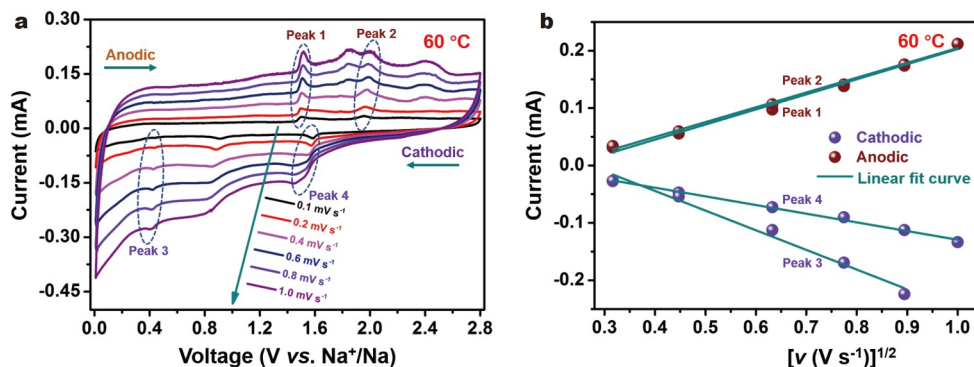 a
0.30
0.15
0.00
-0.15
-0.30
-0.45
Current (mA)
Anodic
Peak 1
Peak 2
60 °C
Cathodic
Peak 4
Peak 3
0.1 mV s⁻¹
0.2 mV s⁻¹
0.4 mV s⁻¹
0.6 mV s⁻¹
0.8 mV s⁻¹
1.0 mV s⁻¹
0.0 0.4 0.8 1.2 1.6 2.0 2.4 2.8
Voltage (V vs. Na⁺/Na)
b
0.2
0.1
0.0
-0.1
-0.2
Current (mA)
60 °C
Peak 2
Peak 1
Cathodic
Anodic
Linear fit curve
Peak 4
Peak 3
0.3 0.4 0.5 0.6 0.7 0.8 0.9 1.0
[v (V s⁻¹)]¹/²